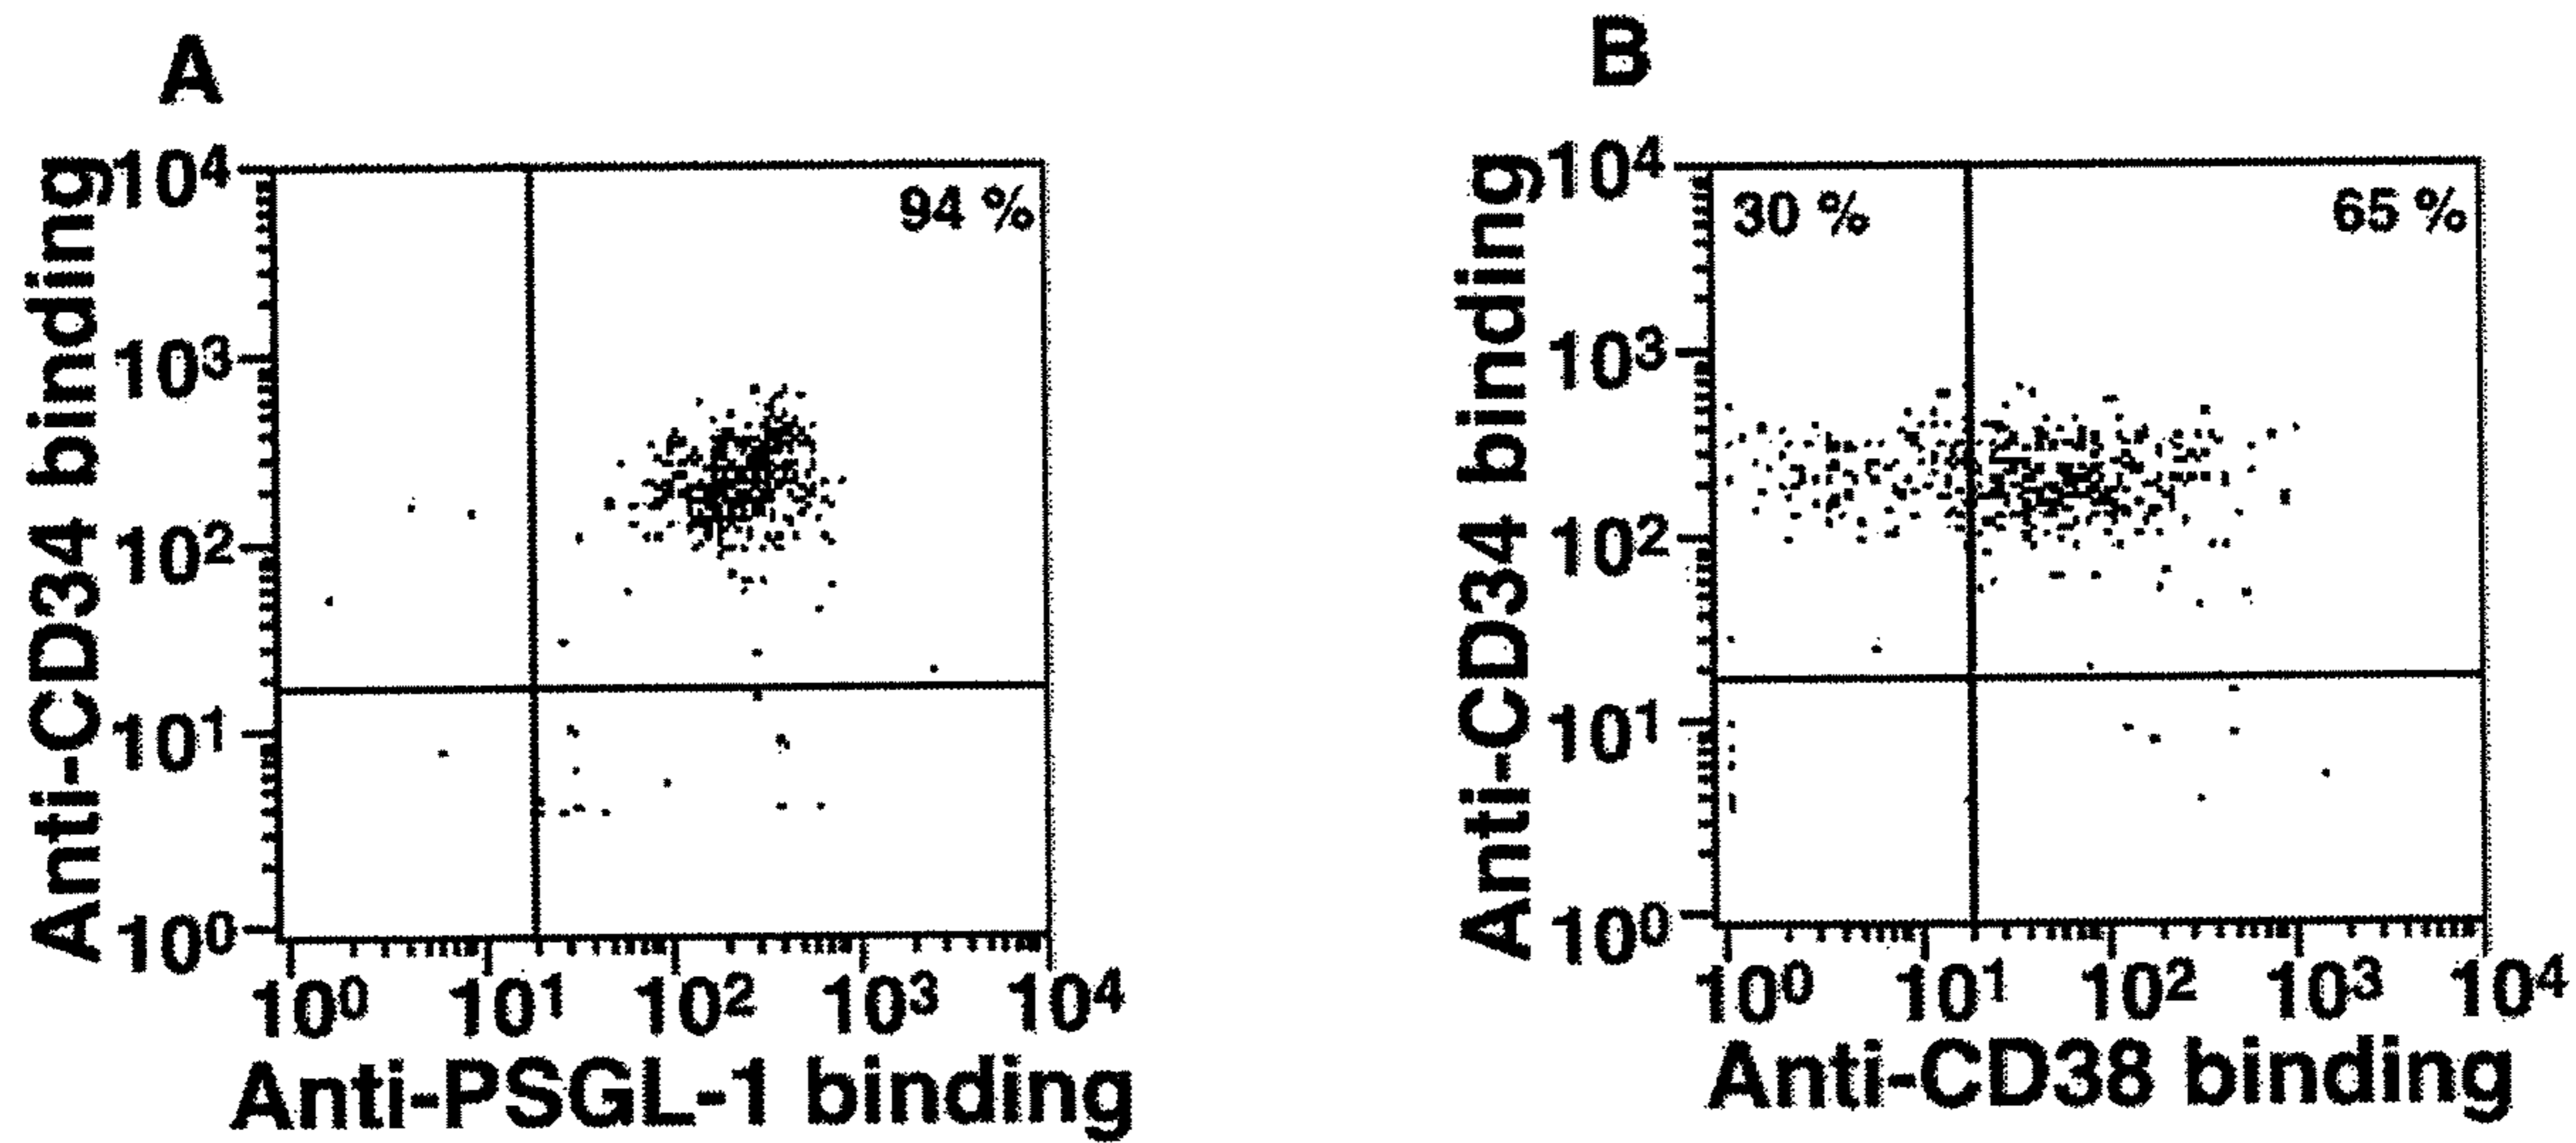 A
Anti-CD34 binding
10⁴
10³
10²
10¹
10⁰
94 %
10⁰ 10¹ 10² 10³ 10⁴
Anti-PSGL-1 binding
B
Anti-CD34 binding
10⁴
10³
10²
10¹
10⁰
30 % 65 %
10⁰ 10¹ 10² 10³ 10⁴
Anti-CD38 binding